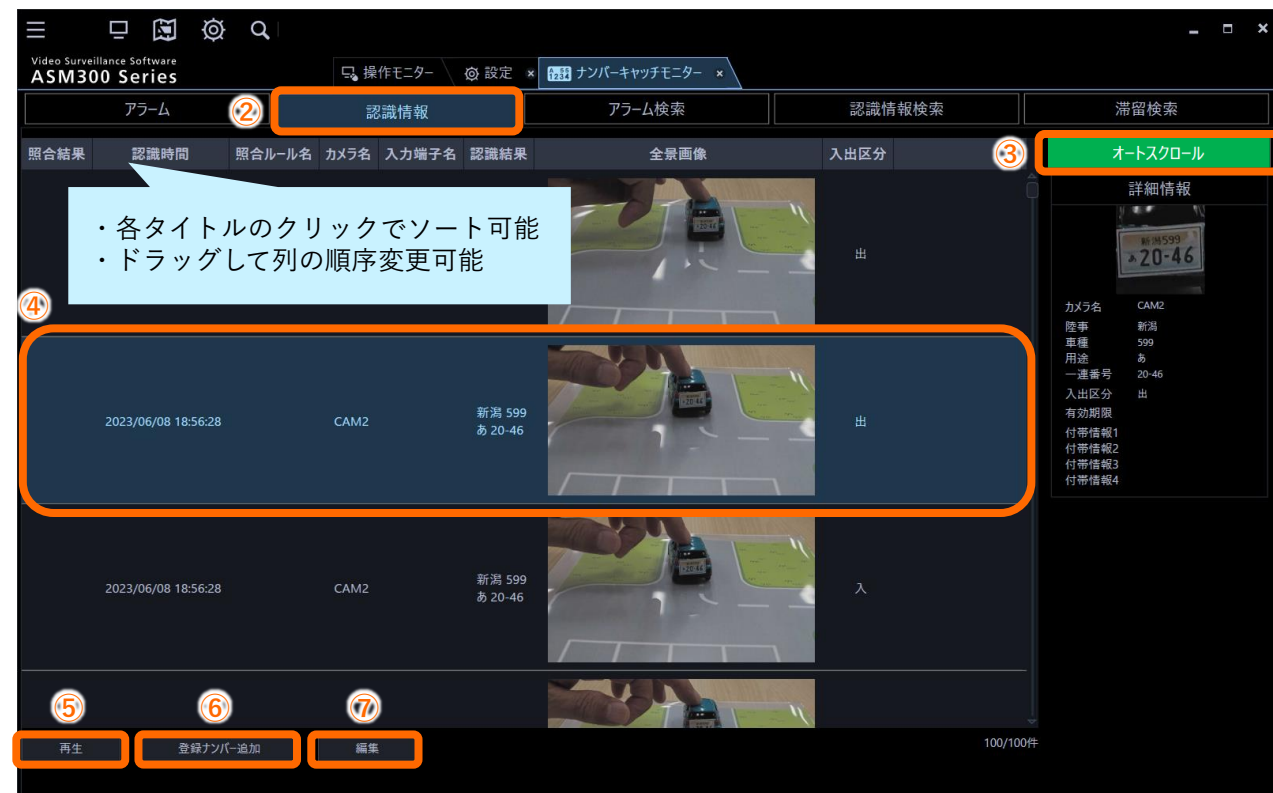 Video Surveillance Software
ASM300 Series
操作モニター
設定 ×
ナンバーキャッチモニター ×
アラーム
②
認識情報
アラーム検索
認識情報検索
滞留検索
照合結果 認識時間 照合ルール名 カメラ名 入力端子名 認識結果 全景画像 入出区分
③
オートスクロール
・各タイトルのクリックでソート可能
・ドラッグして列の順序変更可能
出
④
2023/06/08 18:56:28 CAM2 新潟 599
あ 20-46
出
2023/06/08 18:56:28 CAM2 新潟 599
あ 20-46
入
詳細情報
新潟599
あ 20-46
カメラ名 CAM2
陸事 新潟
車種 599
用途 あ
一連番号 20-46
入出区分 出
有効期限
付帯情報1
付帯情報2
付帯情報3
付帯情報4
⑤
⑥
⑦
再生
登録ナンバー追加
編集
100/100件